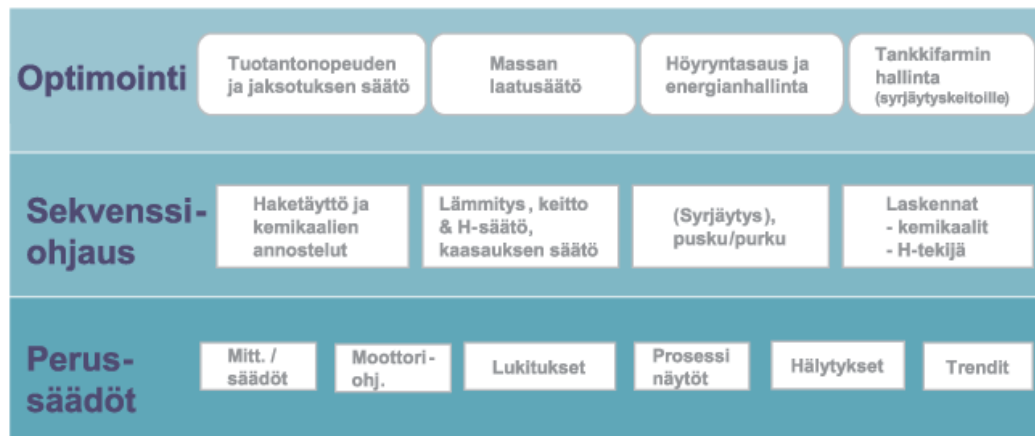 Optimointi
Tuotantonopeuden
ja jaksotuksen säätö
Massan
laatusäätö
Höyryntasaus ja
energianhallinta
Tankkifarmin
hallinta
(syrjäytyskeitoille)
Sekvenssi-
ohjaus
Haketäyttö ja
kemikaalien
annostelut
Lämmitys, keitto
& H-säätö,
kaasauksen säätö
(Syrjäytys),
pusku/purku
Laskennat
- kemikaalit
- H-tekijä
Perus-
säädöt
Mitt. /
säädöt
Moottori-
ohj.
Lukitukset
Prosessi
näytöt
Hälytykset
Trendit